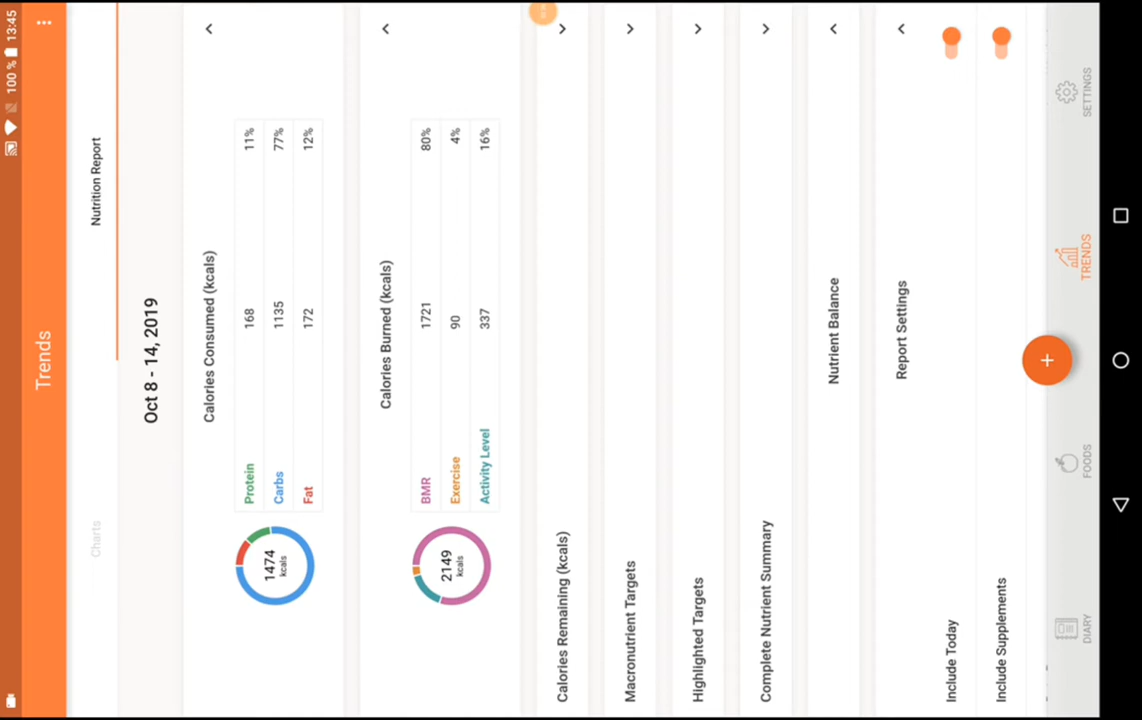 100 % 13:45
Trends
Charts
Nutrition Report
Oct 8 - 14, 2019
Calories Consumed (kcals)
1474
kcals
Protein 168 11%
Carbs 1135 77%
Fat 172 12%
Calories Burned (kcals)
2149
kcals
BMR 1721 80%
Exercise 90 4%
Activity Level 337 16%
Calories Remaining (kcals)
Macronutrient Targets
Highlighted Targets
Complete Nutrient Summary
Nutrient Balance
Report Settings
Include Today
Include Supplements
+
DIARY
FOODS
TRENDS
SETTINGS